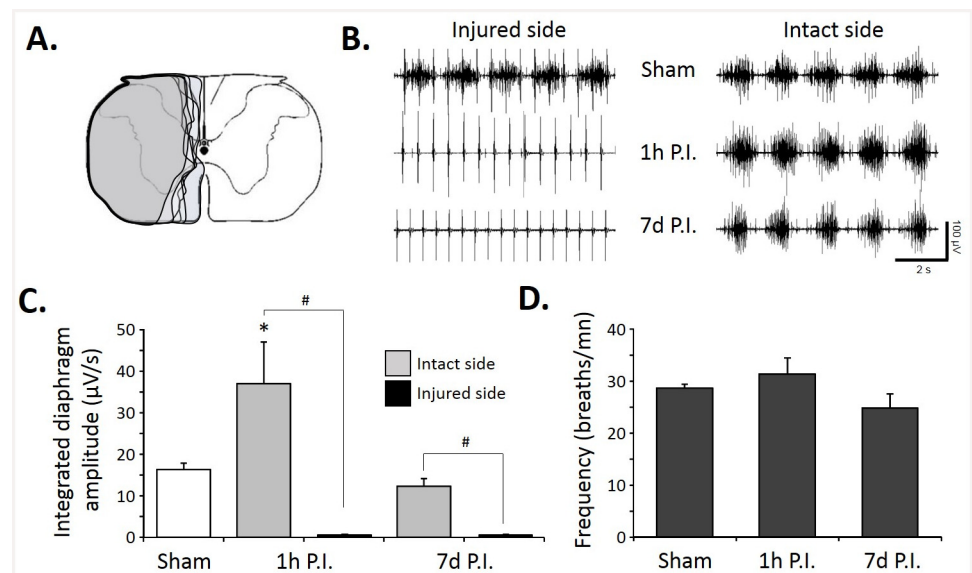 A.
B.
Injured side
Intact side
Sham
1h P.I.
7d P.I.
100 µV
2 s
C.
Integrated diaphragm
amplitude (µV/s)
50
40
30
20
10
0
#
*
#
Intact side
Injured side
Sham
1h P.I.
7d P.I.
D.
Frequency (breaths/mn)
40
30
20
10
0
Sham
1h P.I.
7d P.I.